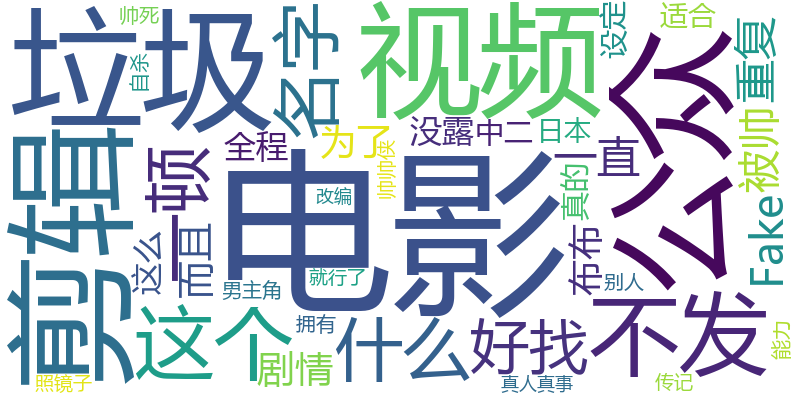 帅死
自杀
垃圾
名字
视频
公众
设定
适合
重复
剪辑
一顿
全程
为了
帅帅侠
没露
中二
日本
一直
被帅
电影
改编
真的
Fake
这么
而且
男主角
就行了
布布
别人
这个
拥有
什么
好找
不发
能力
剧情
照镜子
真人真事
传记